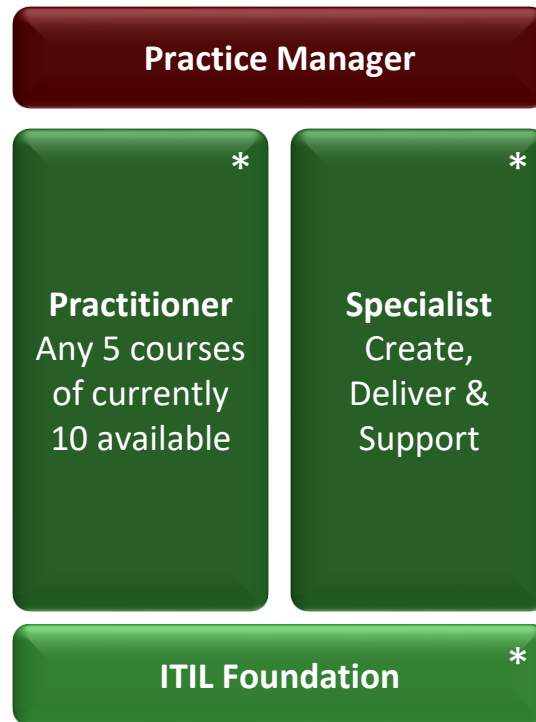 Practice Manager
*
Practitioner
Any 5 courses
of currently
10 available
*
Specialist
Create,
Deliver &
Support
ITIL Foundation *